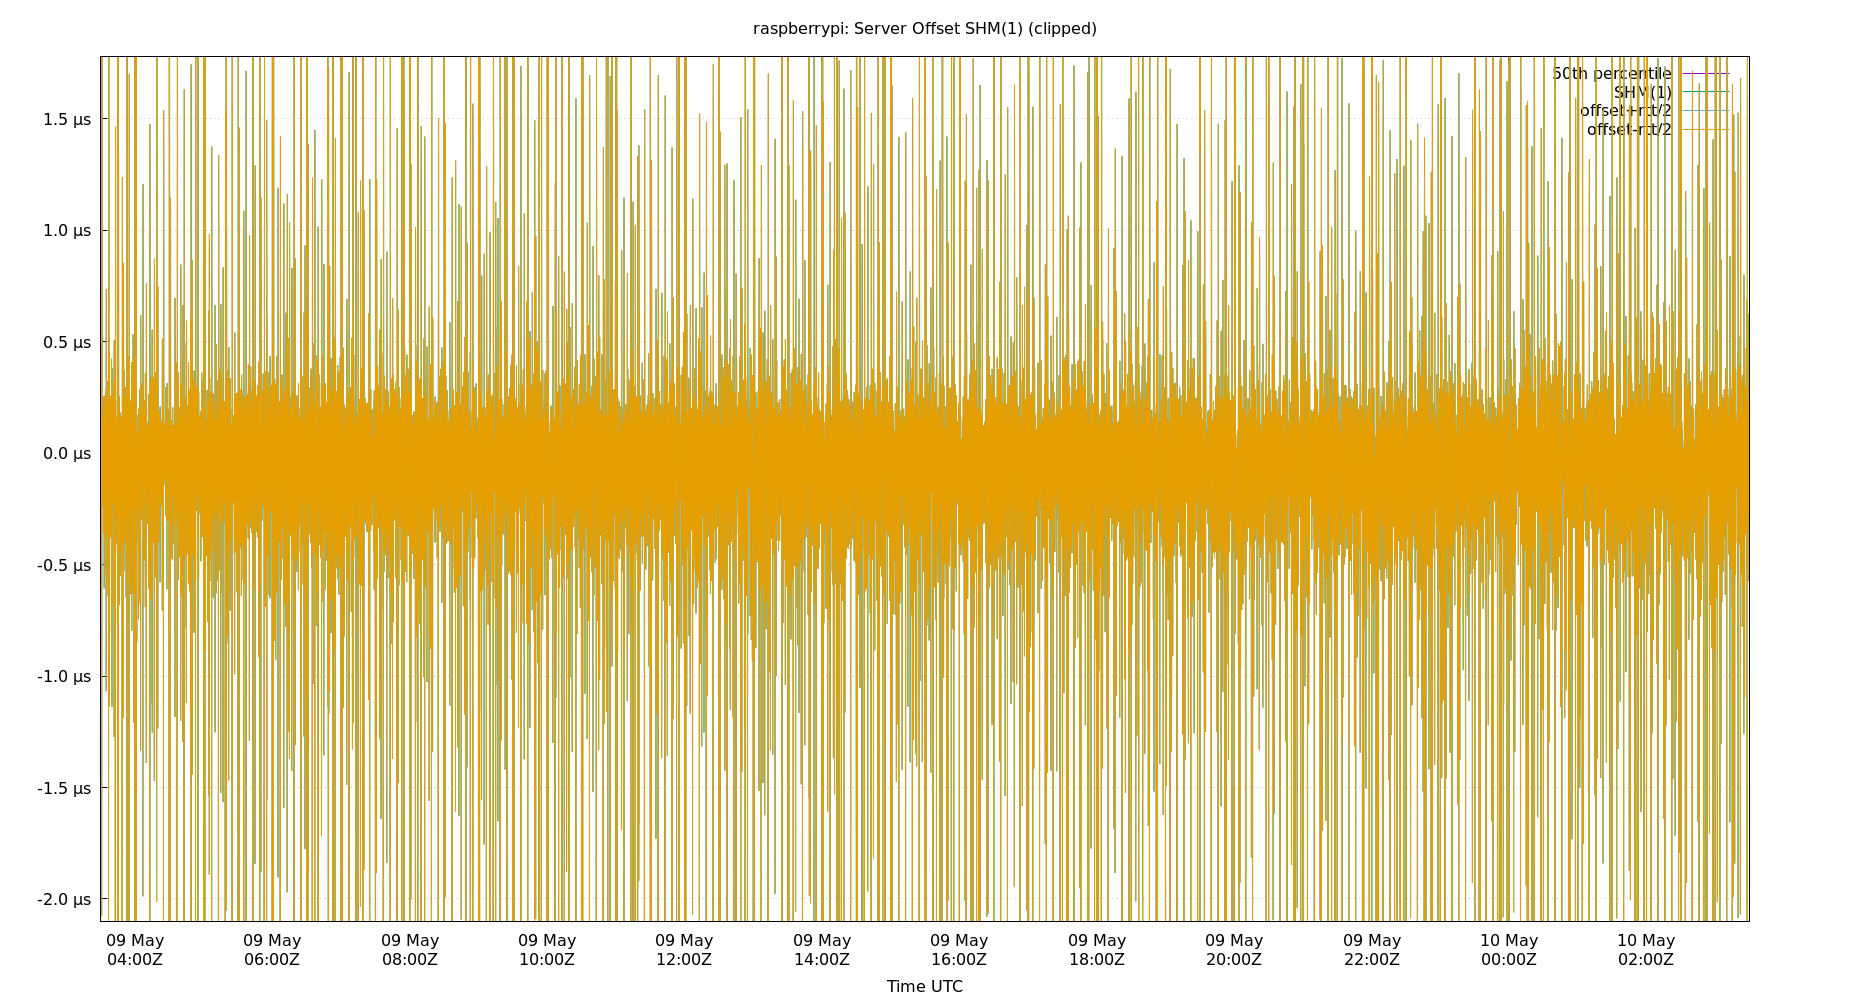 raspberrypi: Server Offset SHM(1) (clipped)
50th percentile
SHM(1)
offset+rtt/2
offset-rtt/2
1.5 µs
1.0 µs
0.5 µs
0.0 µs
-0.5 µs
-1.0 µs
-1.5 µs
-2.0 µs
09 May 09 May 09 May 09 May 09 May 09 May 09 May 09 May 09 May 09 May 10 May 10 May
04:00Z 06:00Z 08:00Z 10:00Z 12:00Z 14:00Z 16:00Z 18:00Z 20:00Z 22:00Z 00:00Z 02:00Z
Time UTC